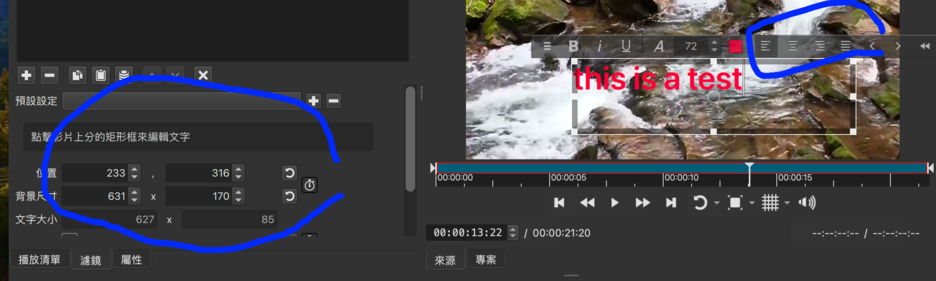 預設設定
點擊影片上分的矩形框來編輯文字
位置 233 , 316
背景尺寸 631 x 170
文字大小 627 x 85
播放清單 濾鏡 屬性
B i U A 72
this is a test
00:00:00 00:00:05 00:00:10 00:00:15
00:00:13:22 / 00:00:21:20 --:--:--:-- / --:--:--:--
來源 專案